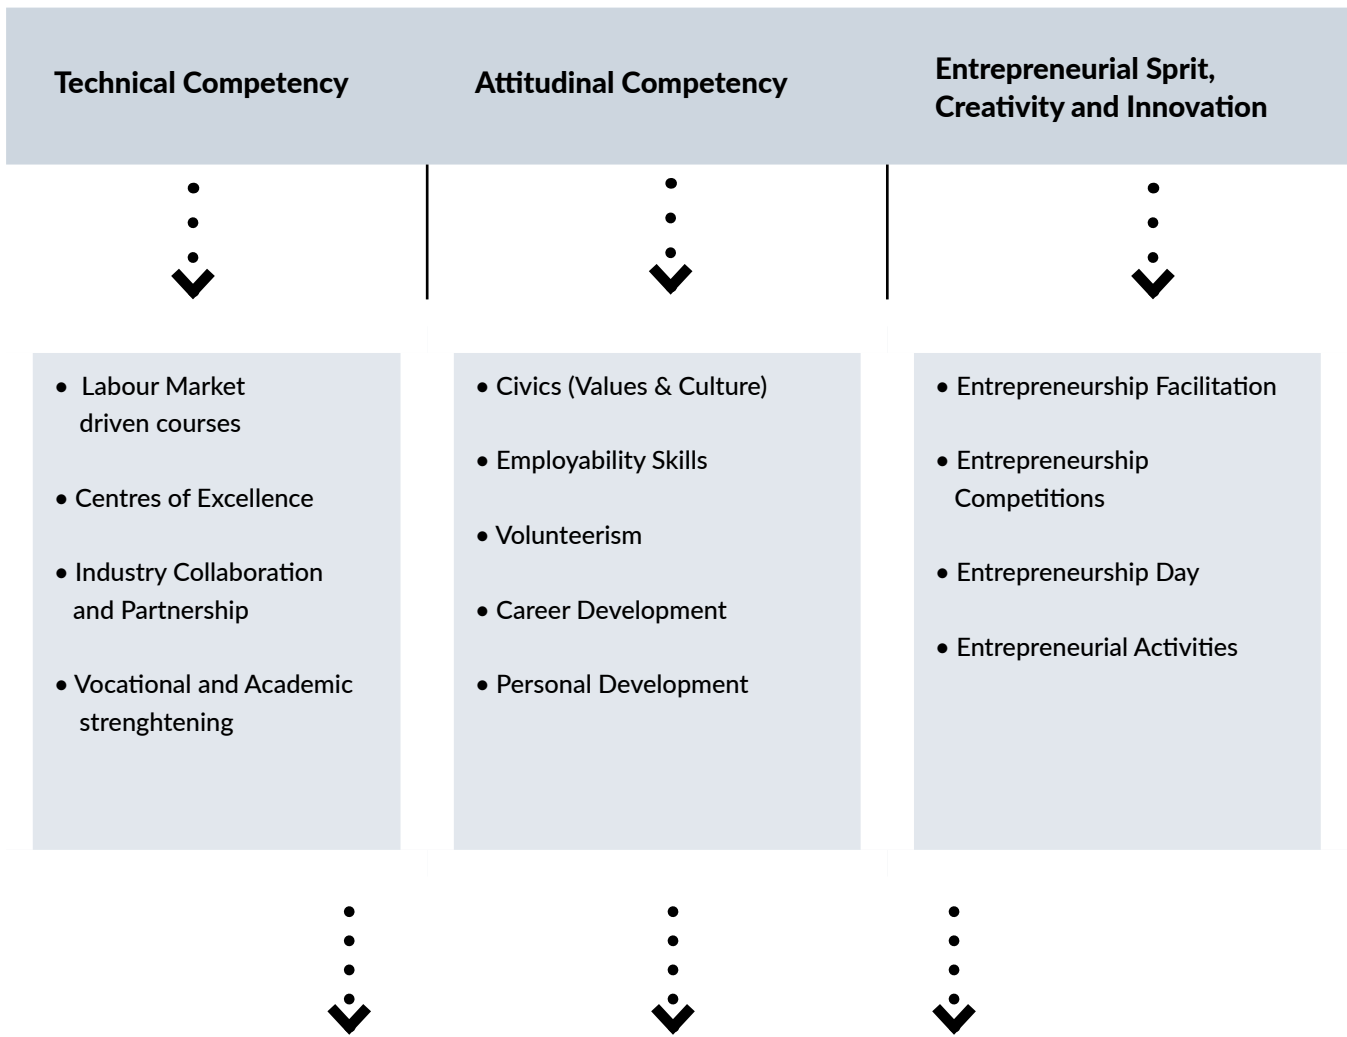 Technical Competency
Attitudinal Competency
Entrepreneurial Sprit,
Creativity and Innovation
• Labour Market
driven courses
• Centres of Excellence
• Industry Collaboration
and Partnership
• Vocational and Academic
strenghtening
• Civics (Values & Culture)
• Employability Skills
• Volunteerism
• Career Development
• Personal Development
• Entrepreneurship Facilitation
• Entrepreneurship
Competitions
• Entrepreneurship Day
• Entrepreneurial Activities